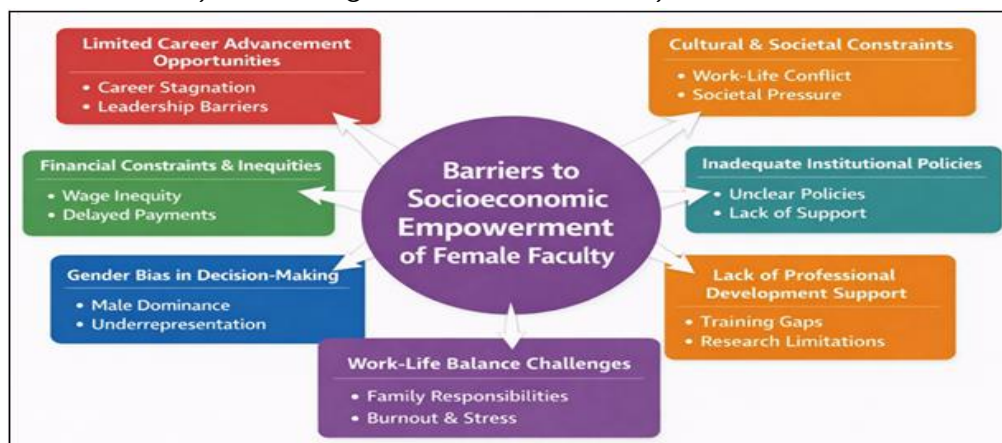 Limited Career Advancement
Opportunities
• Career Stagnation
• Leadership Barriers
Cultural & Societal Constraints
• Work-Life Conflict
• Societal Pressure
Financial Constraints & Inequities
• Wage Inequity
• Delayed Payments
Barriers to
Socioeconomic
Empowerment
of Female Faculty
Inadequate Institutional Policies
• Unclear Policies
• Lack of Support
Gender Bias in Decision-Making
• Male Dominance
• Underrepresentation
Lack of Professional
Development Support
• Training Gaps
• Research Limitations
Work-Life Balance Challenges
• Family Responsibilities
• Burnout & Stress